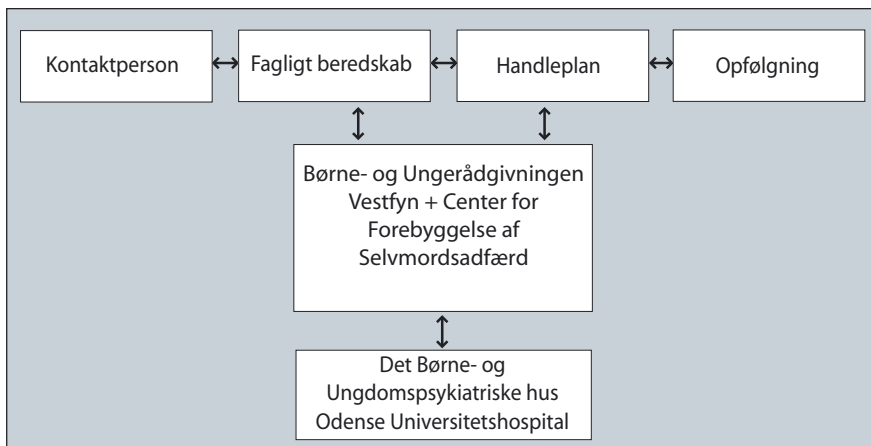 Kontaktperson
Fagligt beredskab
Handleplan
Opfølgning
Børne- og Ungerådgivningen
Vestfyn + Center for
Forebyggelse af
Selvmordsadfærd
Det Børne- og
Ungdomspsykiatriske hus
Odense Universitetshospital